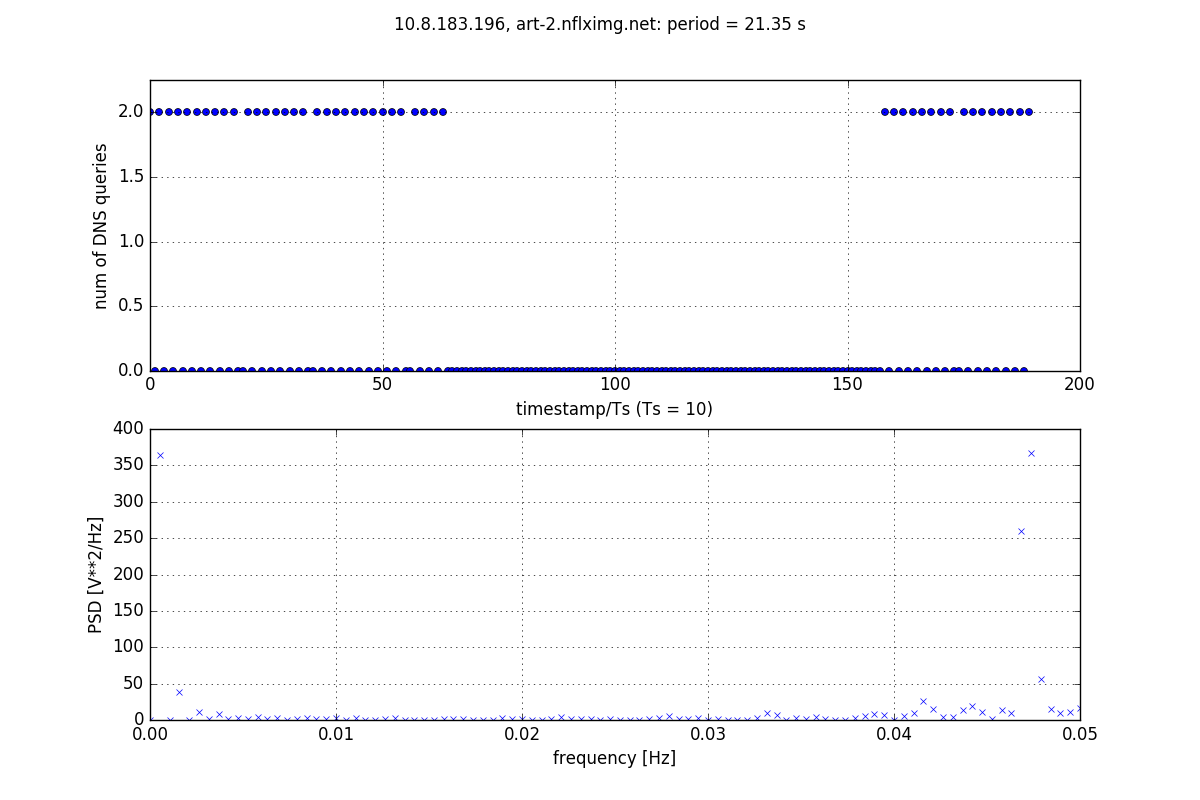 10.8.183.196, art-2.nflximg.net: period = 21.35 s
num of DNS queries
2.0
1.5
1.0
0.5
0.0
0 50 100 150 200
timestamp/Ts (Ts = 10)
PSD [V**2/Hz]
400
350
300
250
200
150
100
50
0
0.00 0.01 0.02 0.03 0.04 0.05
frequency [Hz]